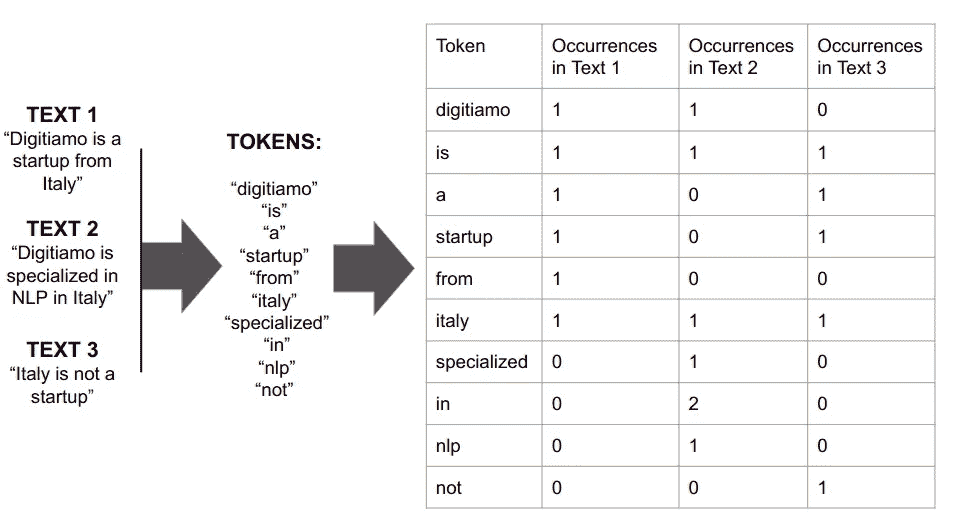 TEXT 1
“Digitiamo is a
startup from
Italy”
TEXT 2
“Digitiamo is
specialized in
NLP in Italy”
TEXT 3
“Italy is not a
startup”
TOKENS:
“digitiamo”
“is”
“a”
“startup”
“from”
“italy”
“specialized”
“in”
“nlp”
“not”
Token Occurrences in Text 1 Occurrences in Text 2 Occurrences in Text 3
digitiamo 1 1 0
is 1 1 1
a 1 0 1
startup 1 0 1
from 1 0 0
italy 1 1 1
specialized 0 1 0
in 0 2 0
nlp 0 1 0
not 0 0 1